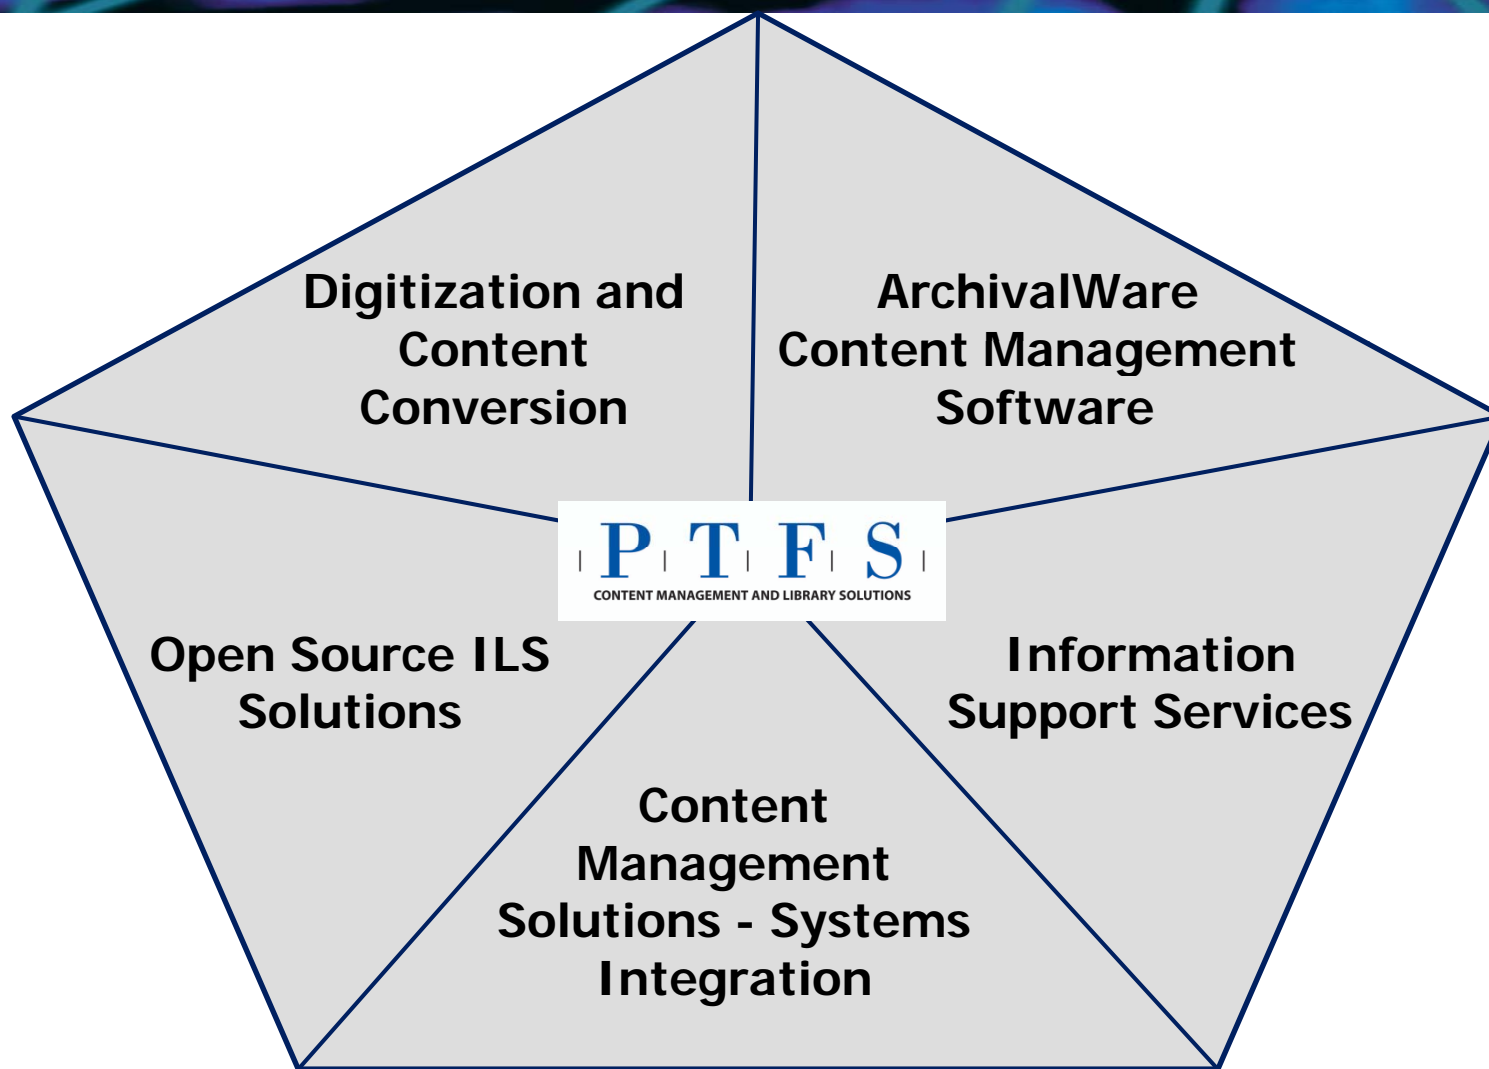 Digitization and
Content
Conversion
ArchivalWare
Content Management
Software
P T F S
CONTENT MANAGEMENT AND LIBRARY SOLUTIONS
Open Source ILS
Solutions
Information
Support Services
Content
Management
Solutions - Systems
Integration